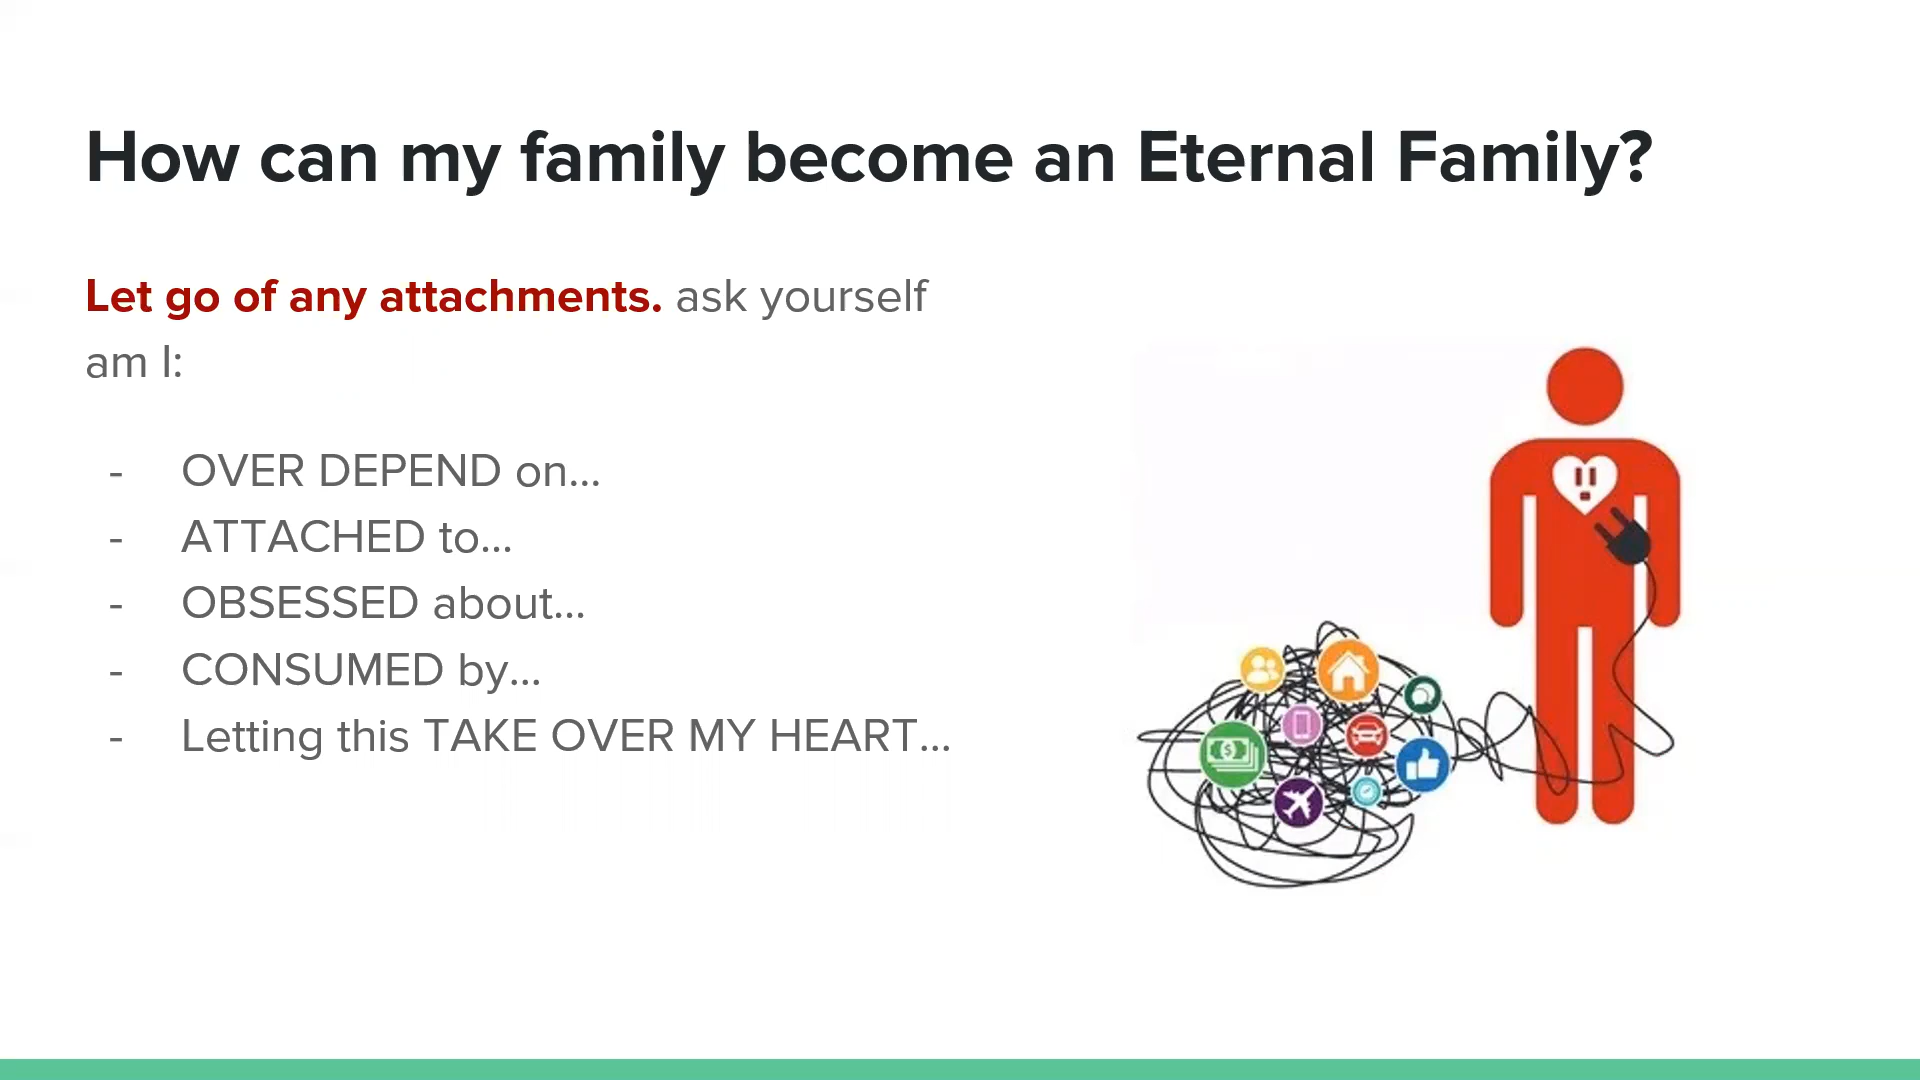 How can my family become an Eternal Family?
Let go of any attachments. ask yourself
am I:
- OVER DEPEND on...
- ATTACHED to...
- OBSESSED about...
- CONSUMED by...
- Letting this TAKE OVER MY HEART...